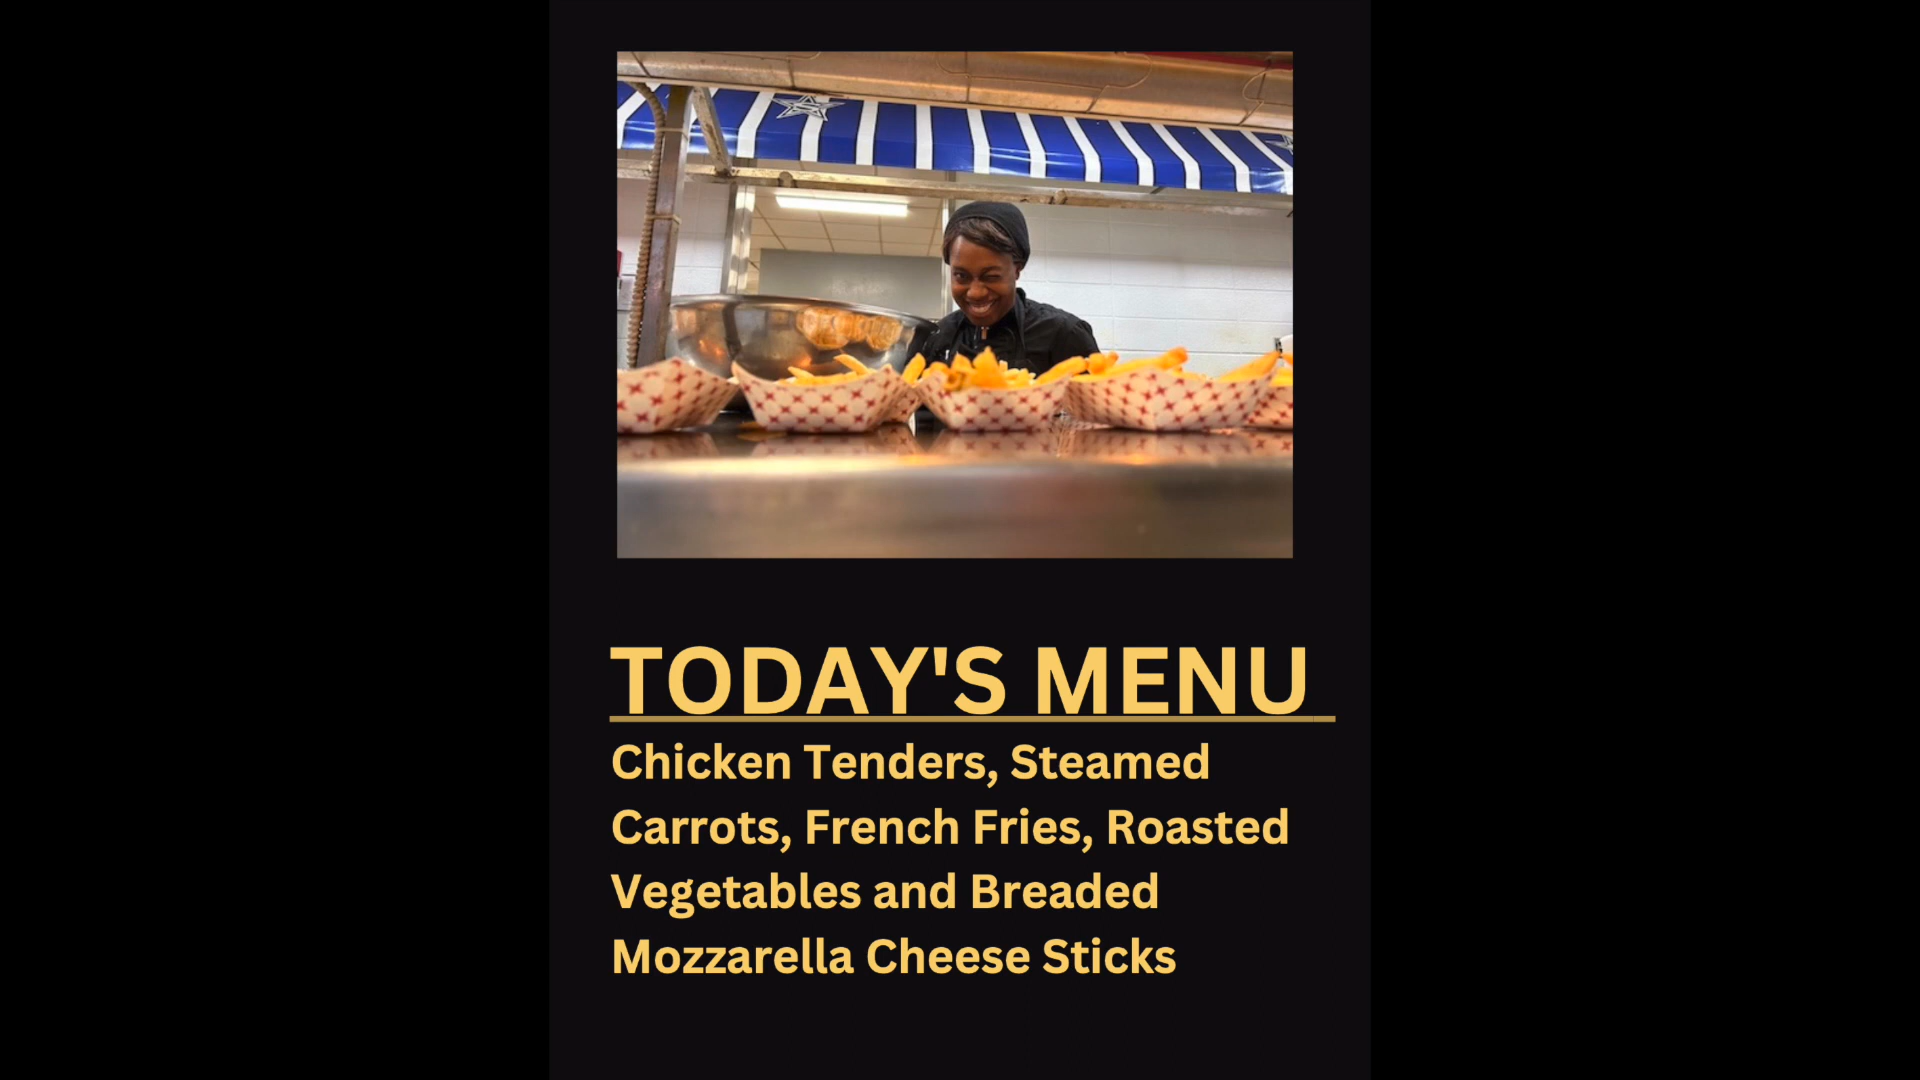 TODAY'S MENU
Chicken Tenders, Steamed
Carrots, French Fries, Roasted
Vegetables and Breaded
Mozzarella Cheese Sticks